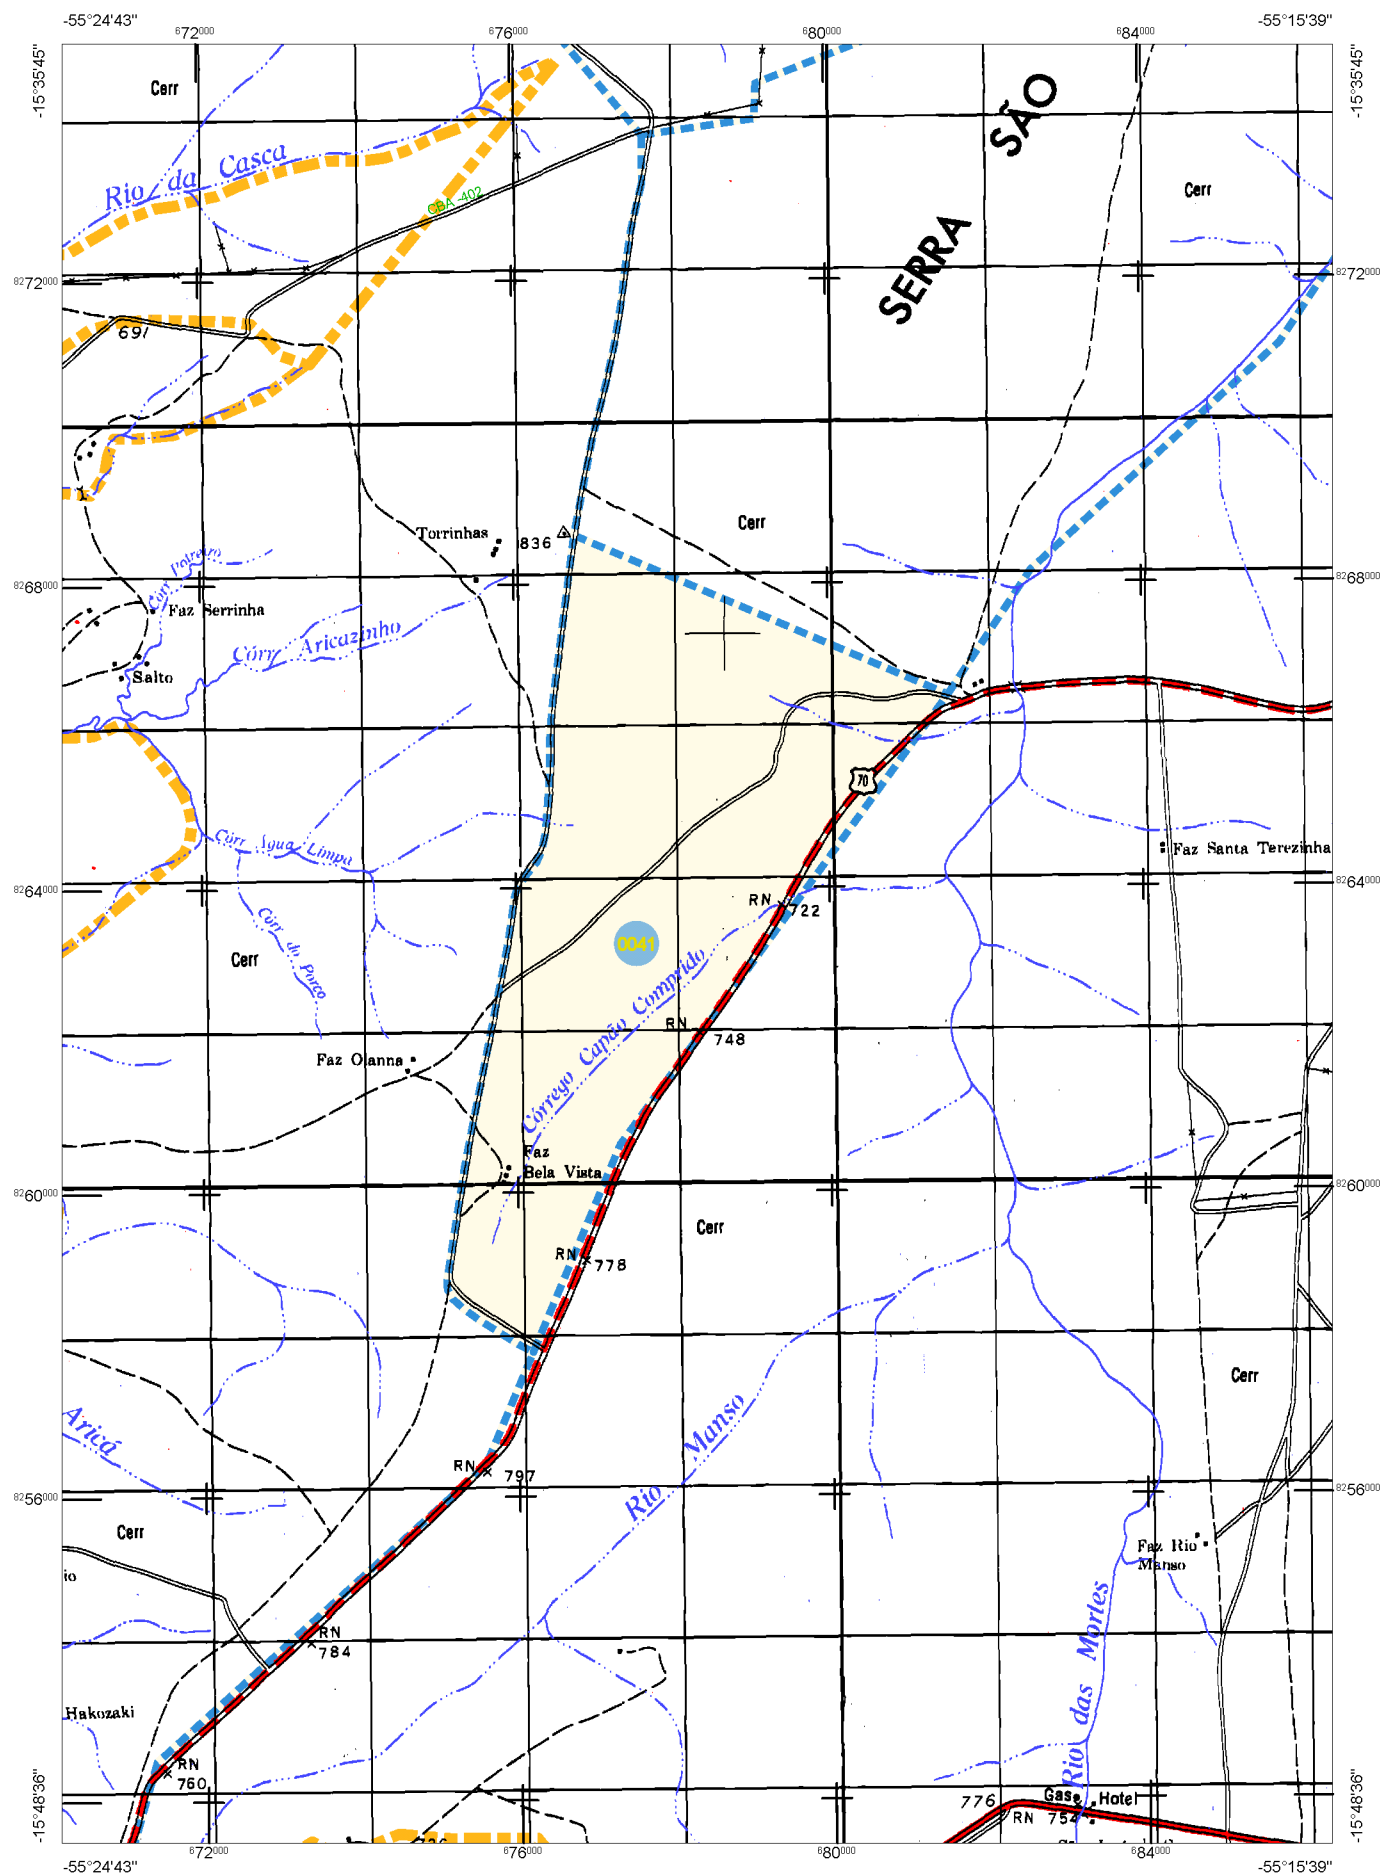 -55°24'43"
-55°15'39"
672000
676000
680000
684000
-15°35'45"
-15°35'45"
Cerr
SÃO
Rio da Casca
CBA-402
Cerr
SERRA
8272000
8272000
691
Cerr
Torrinhas
836
Córr Potreiro
8268000
8268000
Faz Serrinha
Córr Aricazinho
Salto
70
Córr Água Limpa
Faz Santa Terezinha
8264000
8264000
RN
722
Córr do Porco
0041
Cerr
Córrego Capão Comprido
RN
748
Faz Olanna
Faz
Bela Vista
8260000
8260000
Cerr
RN
778
Cerr
Aricá
Rio Manso
RN
797
8256000
8256000
Cerr
Faz Rio
Manso
io
RN
784
Rio das Mortes
Hakozaki
RN
760
776
Gas
Hotel
RN
754
-15°48'36"
-15°48'36"
672000
676000
680000
684000
-55°24'43"
-55°15'39"